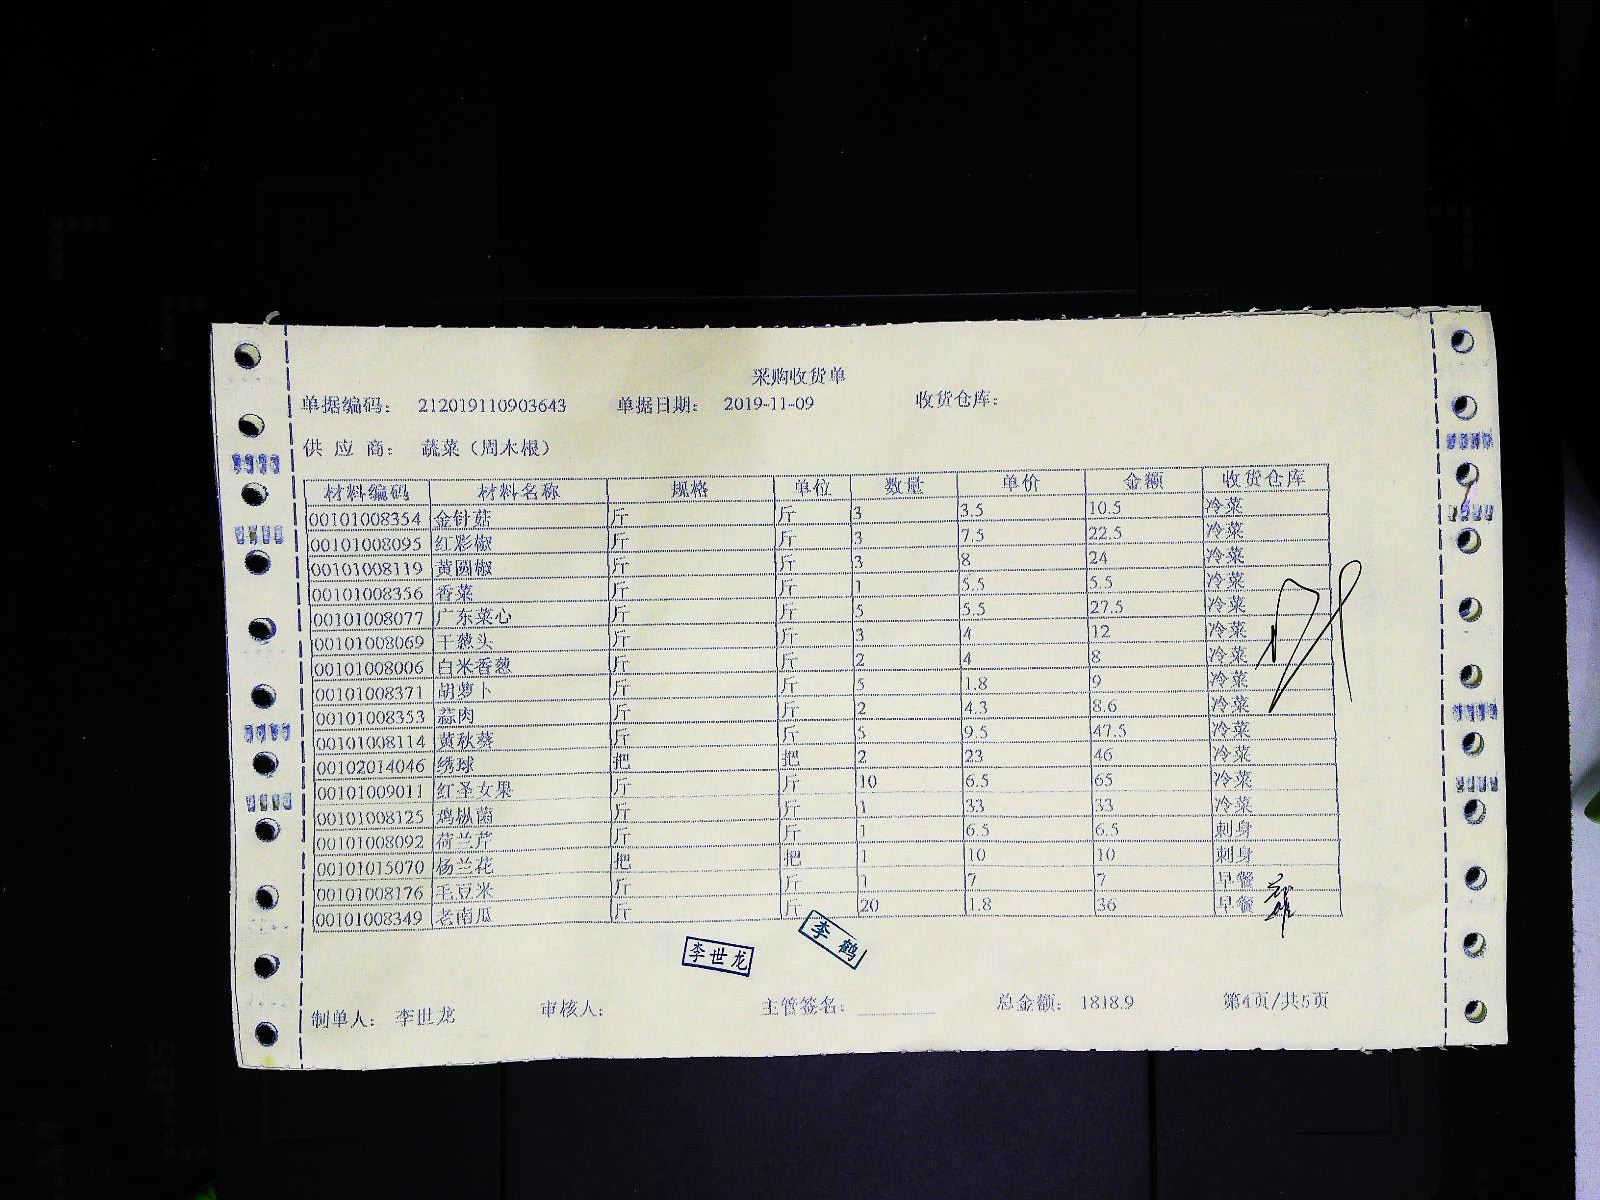 采购收货单
单据编码： 212019110903643 单据日期： 2019-11-09 收货仓库：
供 应 商： 蔬菜（周木根）
材料编码 材料名称 规格 单位 数量 单价 金额 收货仓库
00101008354 金针菇 斤 斤 3 3.5 10.5 冷菜
00101008095 红彩椒 斤 斤 3 7.5 22.5 冷菜
00101008119 黄圆椒 斤 斤 3 8 24 冷菜
00101008356 香菜 斤 斤 1 5.5 5.5 冷菜
00101008077 广东菜心 斤 斤 5 5.5 27.5 冷菜
00101008069 干葱头 斤 斤 3 4 12 冷菜
00101008006 白米香葱 斤 斤 2 4 8 冷菜
00101008371 胡萝卜 斤 斤 5 1.8 9 冷菜
00101008353 蒜肉 斤 斤 2 4.3 8.6 冷菜
00101008114 黄秋葵 斤 斤 5 9.5 47.5 冷菜
00102014046 绣球 把 把 2 23 46 冷菜
00101009011 红圣女果 斤 斤 10 6.5 65 冷菜
00101008125 鸡枞菌 斤 斤 1 33 33 冷菜
00101008092 荷兰芹 斤 斤 1 6.5 6.5 刺身
00101015070 杨兰花 把 把 1 10 10 刺身
00101008176 毛豆米 斤 斤 1 7 7 早餐
00101008349 老南瓜 斤 斤 20 1.8 36 早餐
李世龙 李鹤
制单人： 李世龙 审核人： 主管签名： 总金额： 1818.9 第4页/共5页